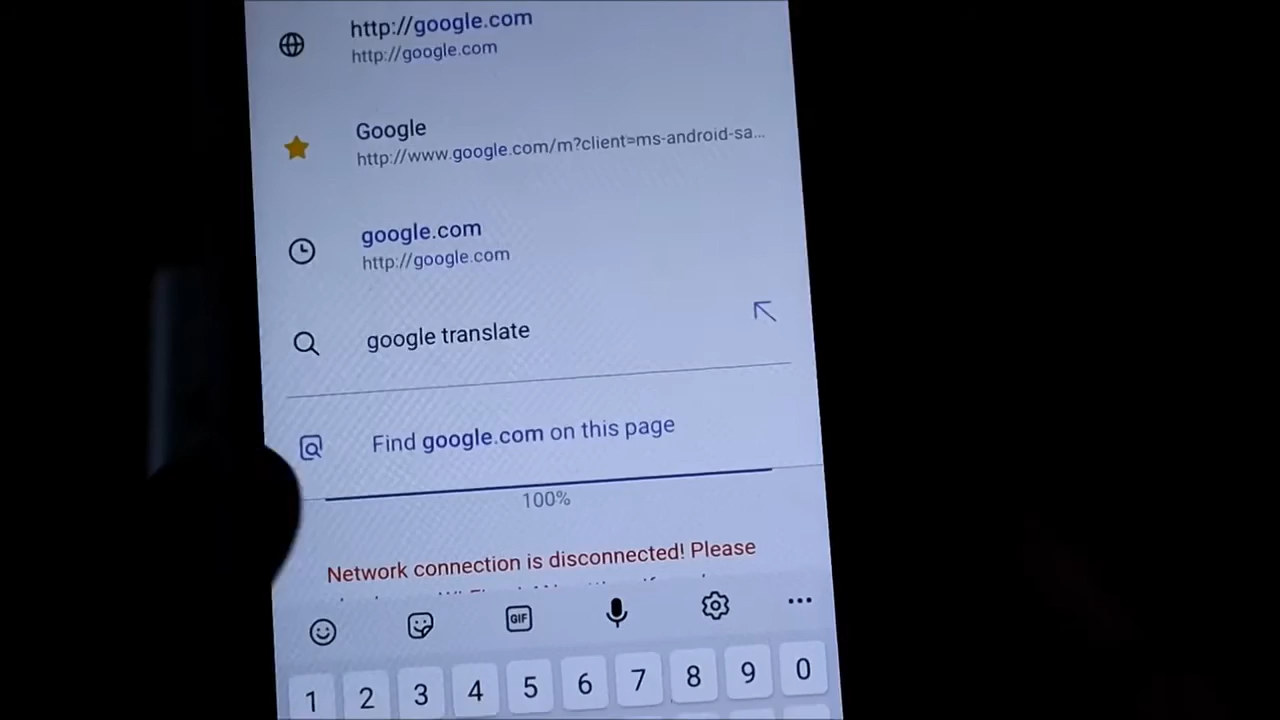 http://google.com
http://google.com
Google
http://www.google.com/m?client=ms-android-sa...
google.com
http://google.com
google translate
Find google.com on this page
100%
Network connection is disconnected! Please
GIF
1 2 3 4 5 6 7 8 9 0